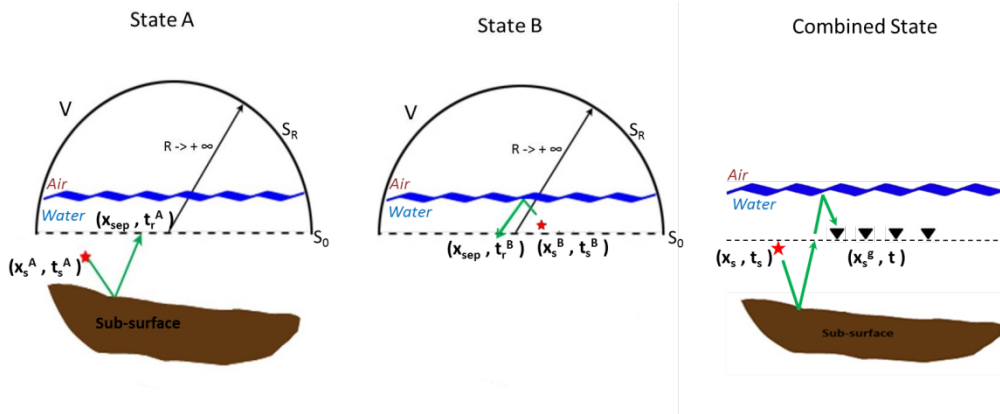 State A
V
S_R
R -> + ∞
Air
Water
(x_sep , t_r^A)
S_0
(x_s^A , t_s^A)
Sub-surface
State B
V
S_R
R -> + ∞
Air
Water
S_0
(x_sep , t_r^B)
(x_s^B , t_s^B)
Combined State
Air
Water
(x_s , t_s)
(x_s^g , t)
Sub-surface